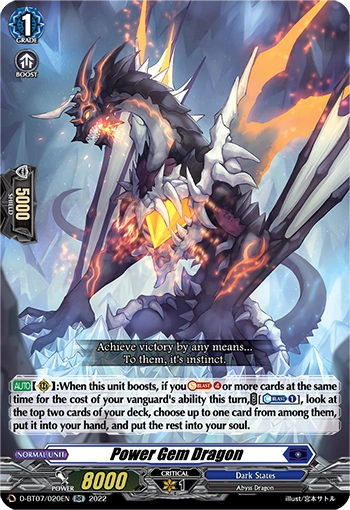 1
GRADE
BOOST
5000
SHIELD
Achieve victory by any means...
To them, it's instinct.
AUTO [ ]:When this unit boosts, if you BLAST 4 or more cards at the same
time for the cost of your vanguard's ability this turn, [ BLAST 1], look at
the top two cards of your deck, choose up to one card from among them,
put it into your hand, and put the rest into your soul.
NORMAL UNIT
Power Gem Dragon
POWER 8000
CRITICAL
1
Dark States
Abyss Dragon
D-BT07/020EN RR 2022
illust/宮本サトル